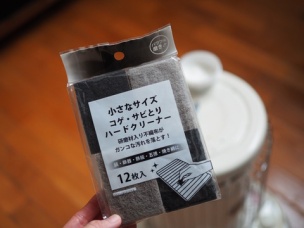 小さなサイズ
コゲ・サビとり
ハードクリーナー
研磨材入り不織布が
ガンコな汚れを落とす！
12枚入